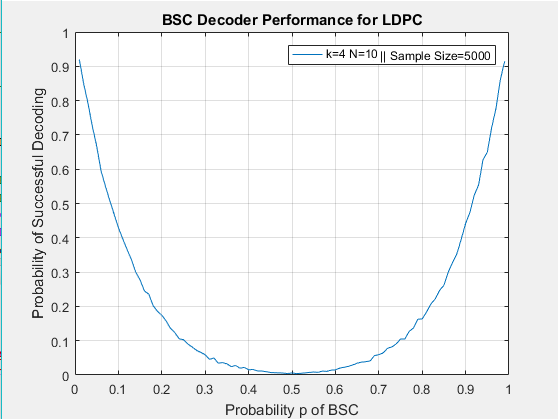 BSC Decoder Performance for LDPC
k=4 N=10 || Sample Size=5000
1
0.9
0.8
0.7
0.6
0.5
0.4
0.3
0.2
0.1
0
Probability of Successful Decoding
0 0.1 0.2 0.3 0.4 0.5 0.6 0.7 0.8 0.9 1
Probability p of BSC